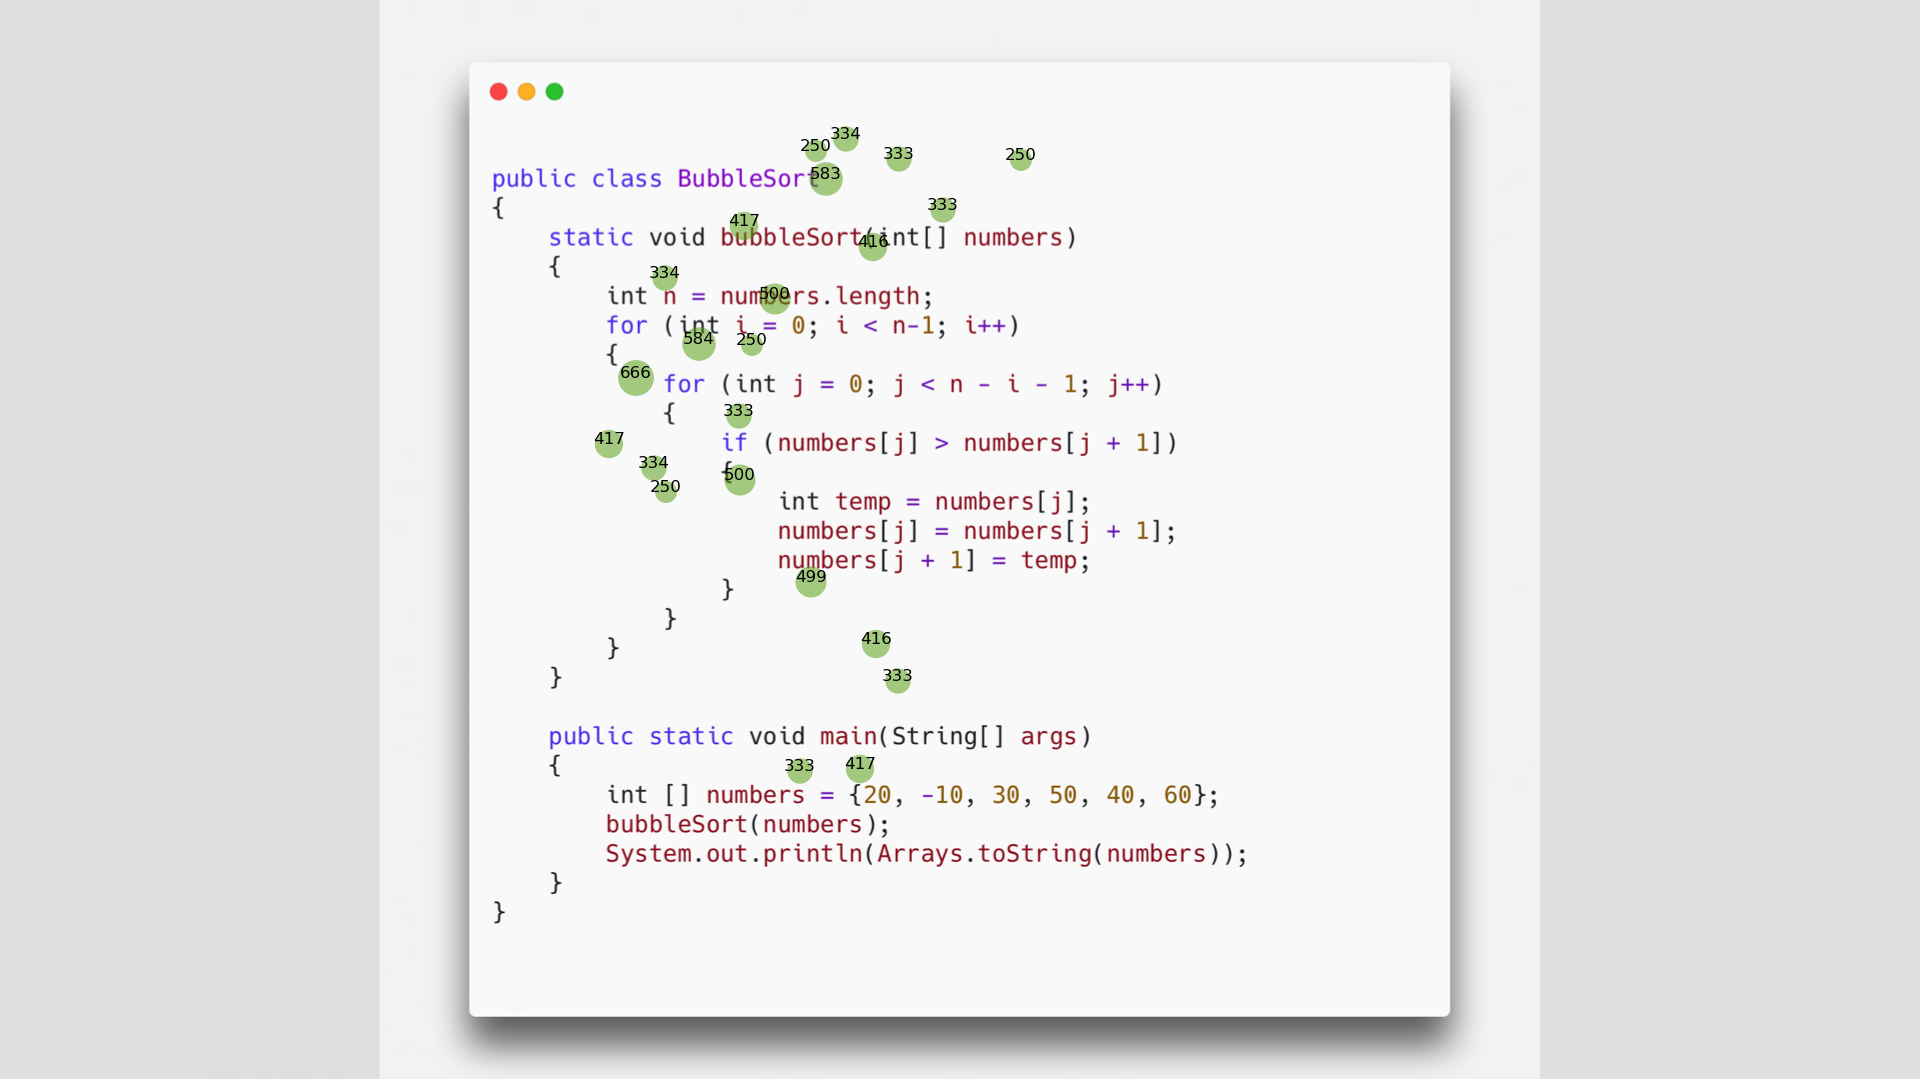 334
250
333
250
public class BubbleSort
583
{
333
417
static void bubbleSort(int[] numbers)
416
{
334
int n = numbers.length;
500
for (int i = 0; i < n-1; i++)
584
250
{
666
for (int j = 0; j < n - i - 1; j++)
{
333
417
if (numbers[j] > numbers[j + 1])
334
{
500
250
int temp = numbers[j];
numbers[j] = numbers[j + 1];
numbers[j + 1] = temp;
499
}
}
416
}
}
333
public static void main(String[] args)
{
333
417
int [] numbers = {20, -10, 30, 50, 40, 60};
bubbleSort(numbers);
System.out.println(Arrays.toString(numbers));
}
}